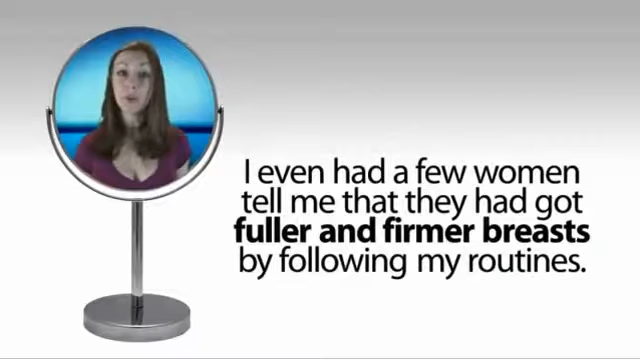 I even had a few women
tell me that they had got
fuller and firmer breasts
by following my routines.